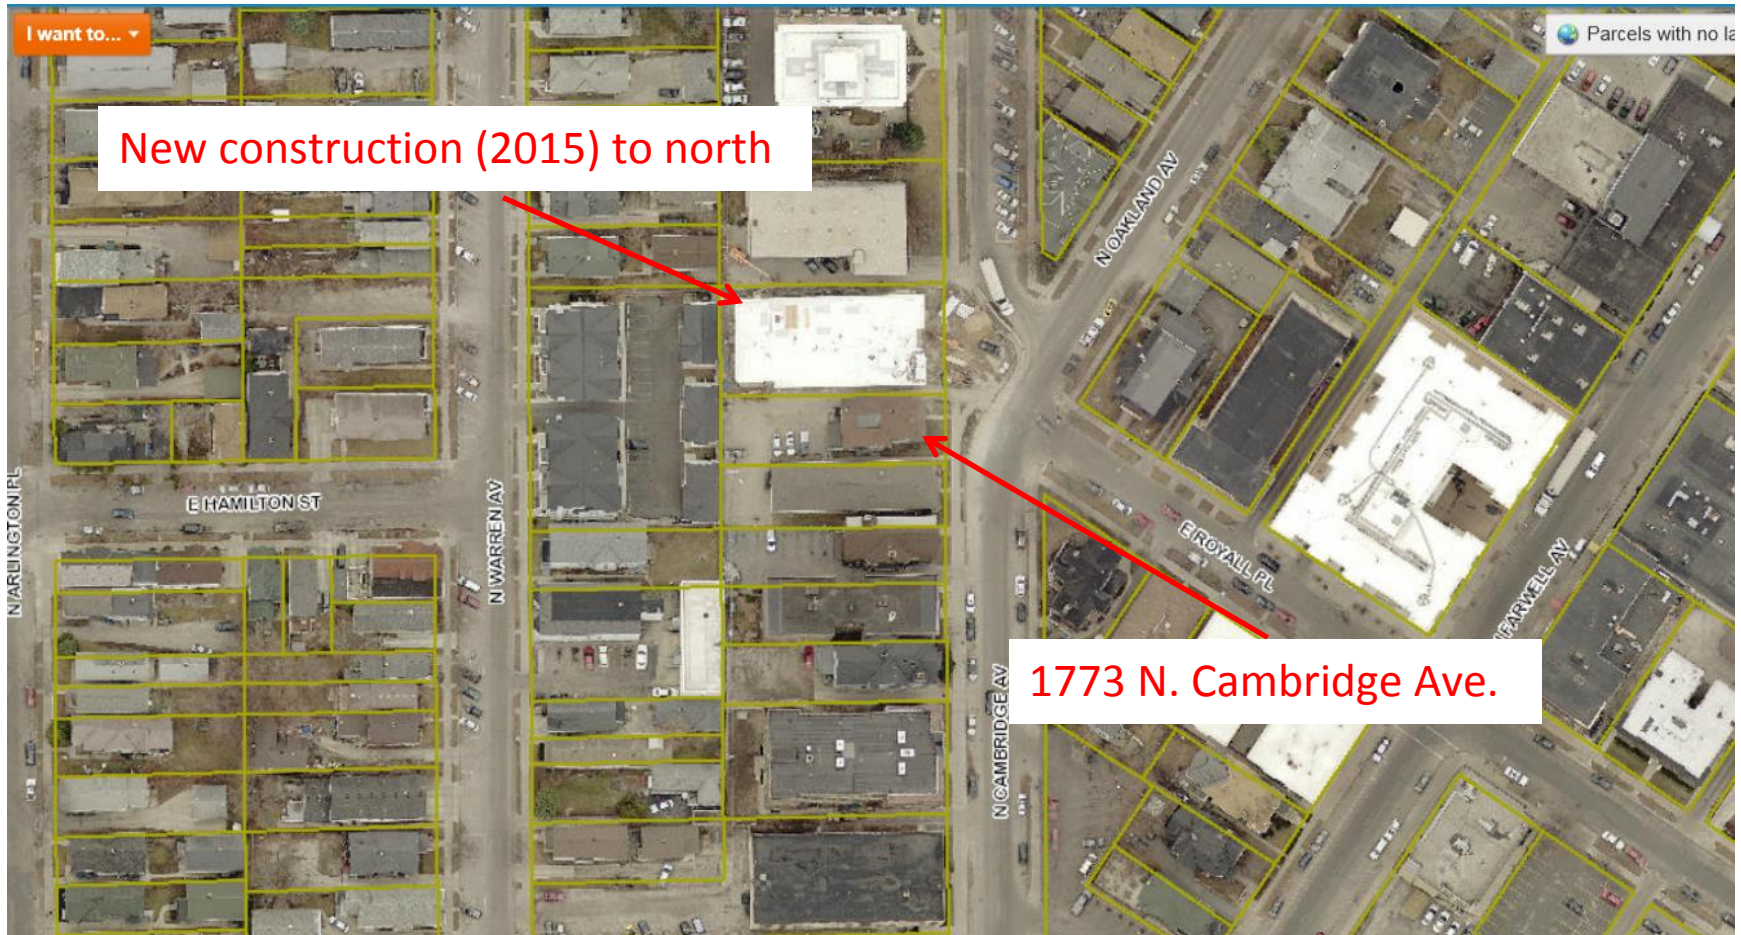 I want to...
Parcels with no la
New construction (2015) to north
N OAKLAND AV
N ARLINGTON PL
E HAMILTON ST
N WARREN AV
E ROYALL PL
FARWELL AV
1773 N. Cambridge Ave.
N CAMBRIDGE AV